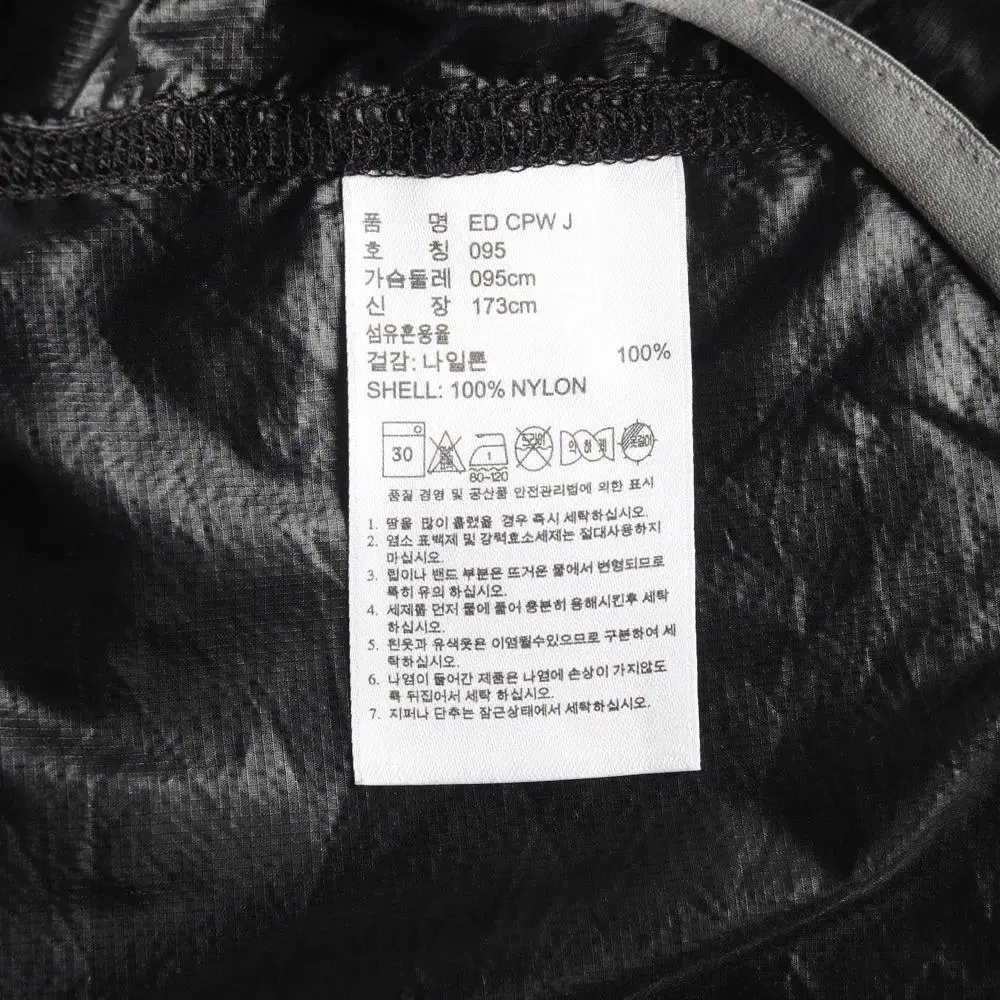 품 명 ED CPW J
호 칭 095
가슴둘레 095cm
신 장 173cm
섬유혼용율
겉감: 나일론 100%
SHELL: 100% NYLON
30 80~120 드라이 약 하 게 옷걸이
품질 경영 및 공산품 안전관리법에 의한 표시
1. 땀을 많이 흘렸을 경우 즉시 세탁하십시오.
2. 염소 표백제 및 강력효소세제는 절대사용하지
마십시오.
3. 립이나 밴드 부분은 뜨거운 물에서 변형되므로
특히 유의 하십시오.
4. 세제를 먼저 물에 풀어 충분히 용해시킨후 세탁
하십시오.
5. 흰옷과 유색옷은 이염될수있으므로 구분하여 세
탁하십시오.
6. 나염이 들어간 제품은 나염에 손상이 가지않도
록 뒤집어서 세탁 하십시오.
7. 지퍼나 단추는 잠근상태에서 세탁하십시오.